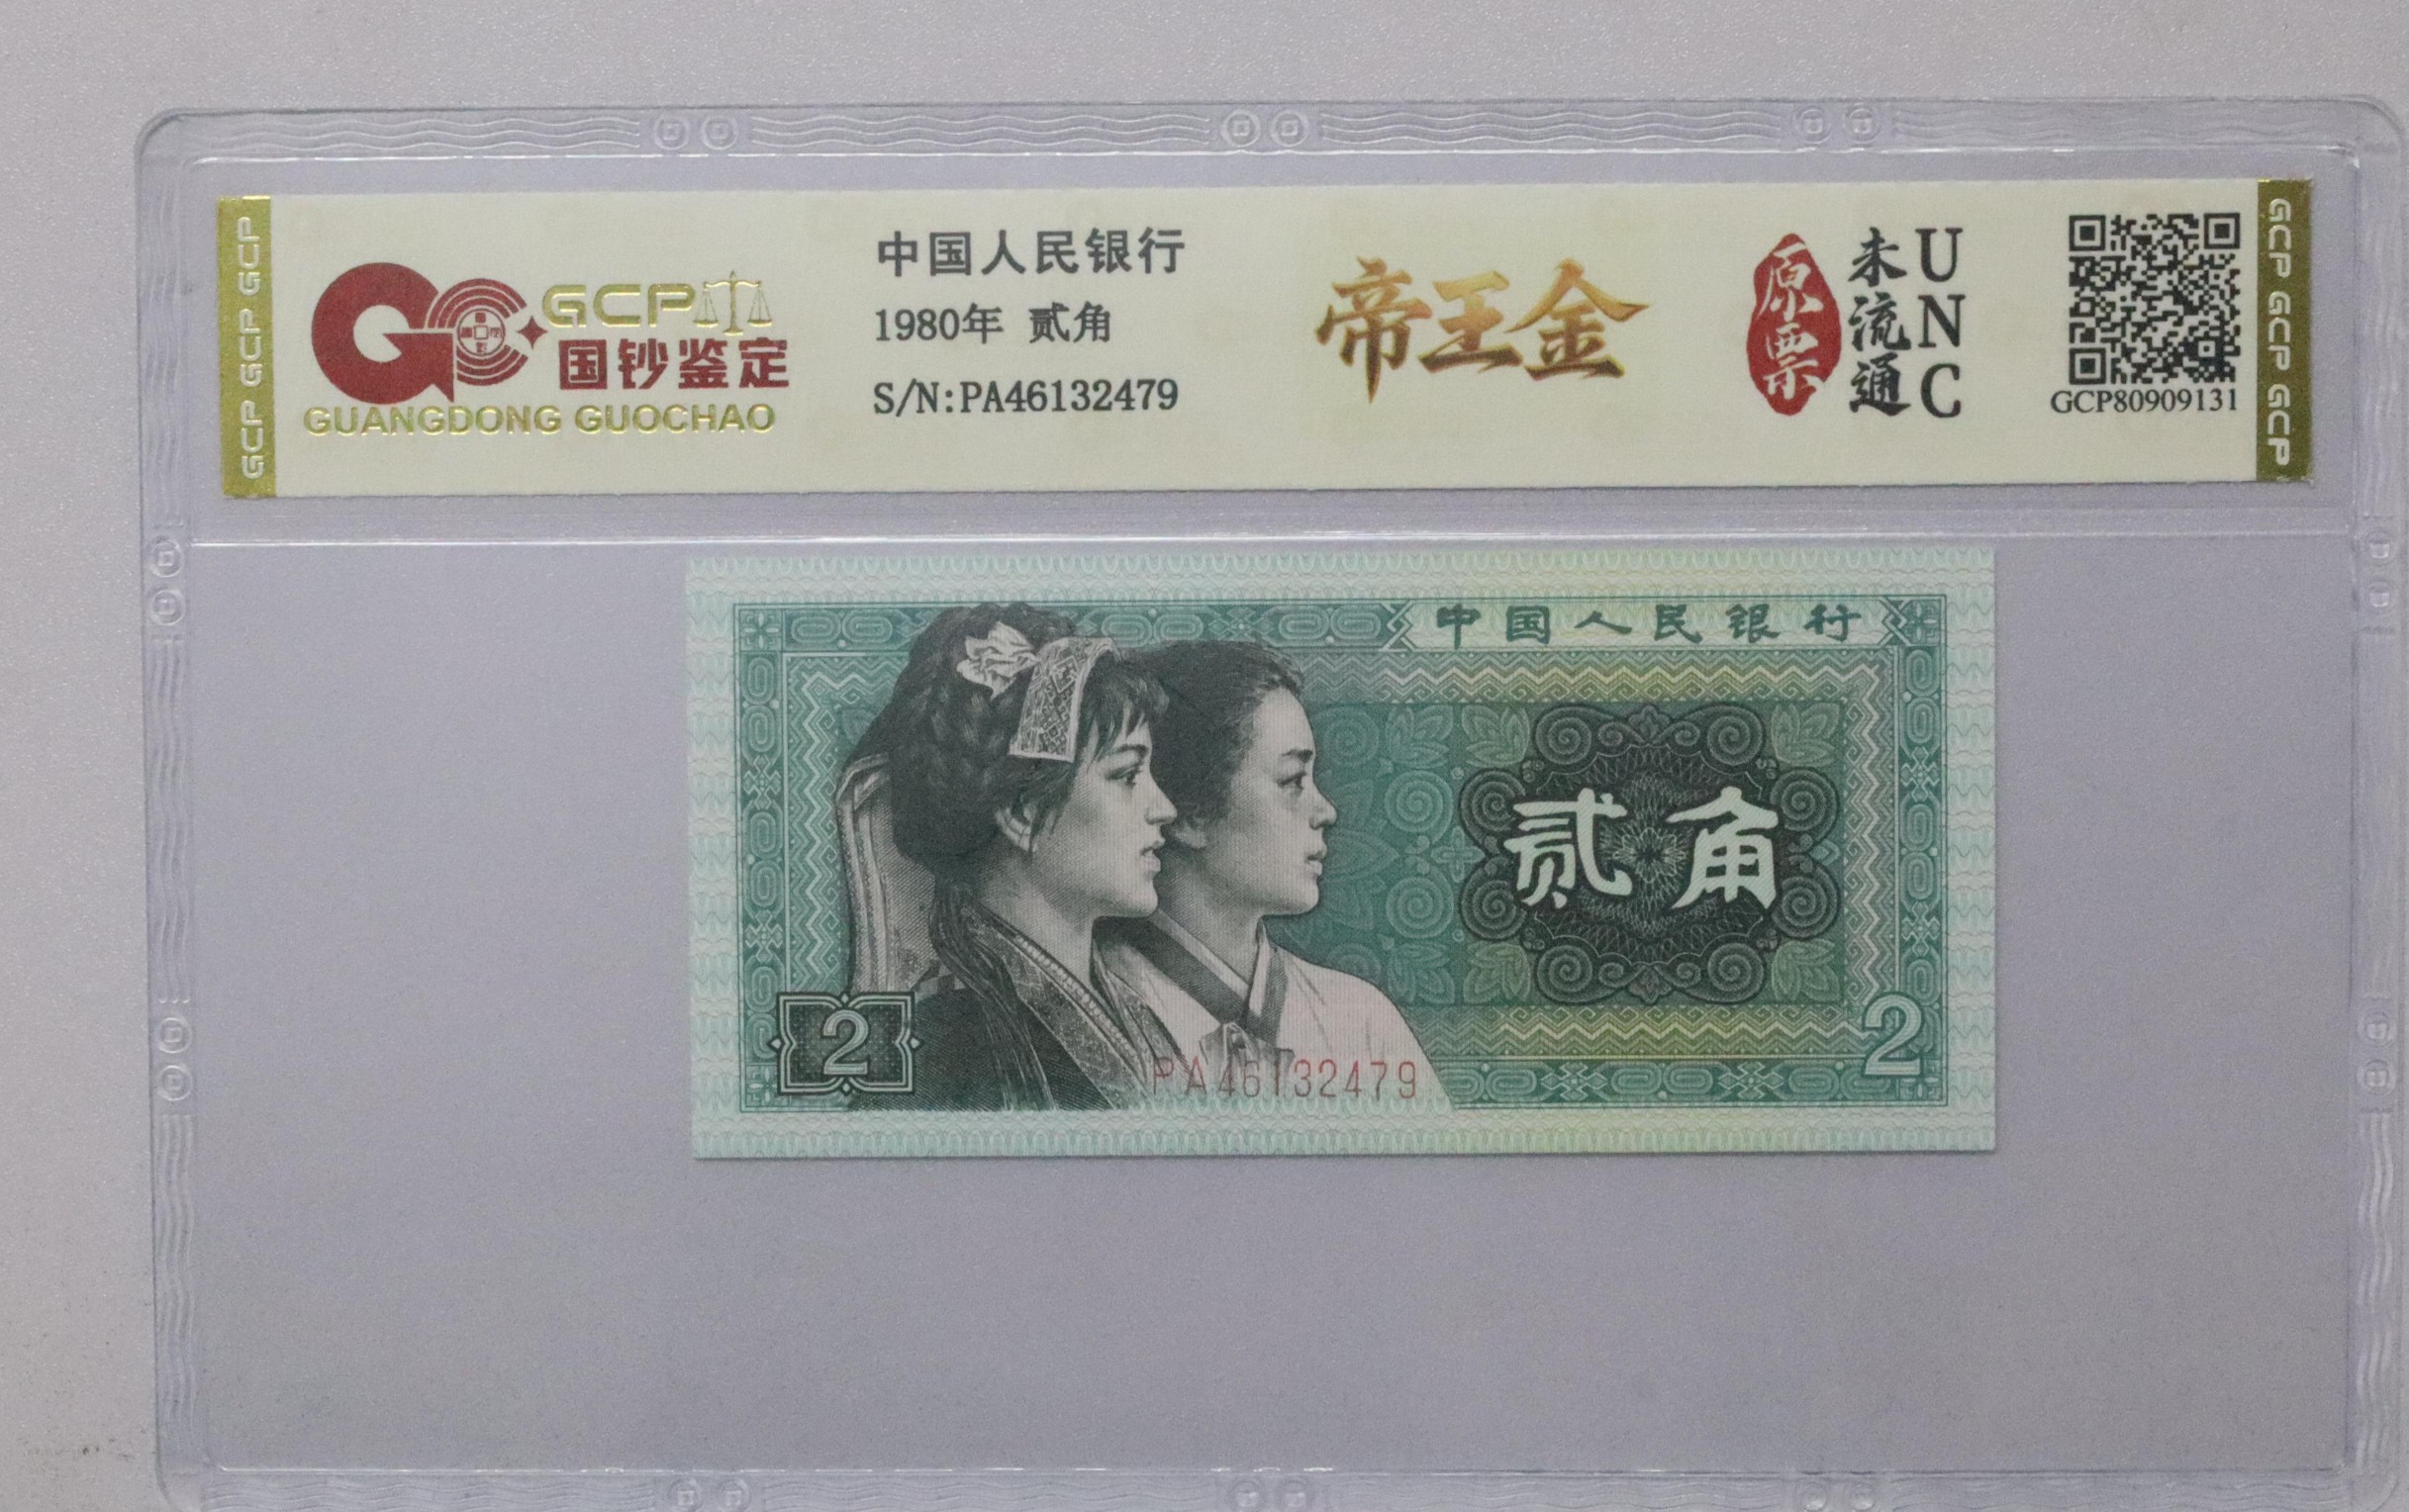 GCP GCP GCP
GCP
国钞鉴定
GUANGDONG GUOCHAO
中国人民银行
1980年 贰角
S/N:PA46132479
帝王金
原票
未流通
UNC
GCP80909131
GCP GCP GCP
中国人民银行
贰角
2
2
PA46132479